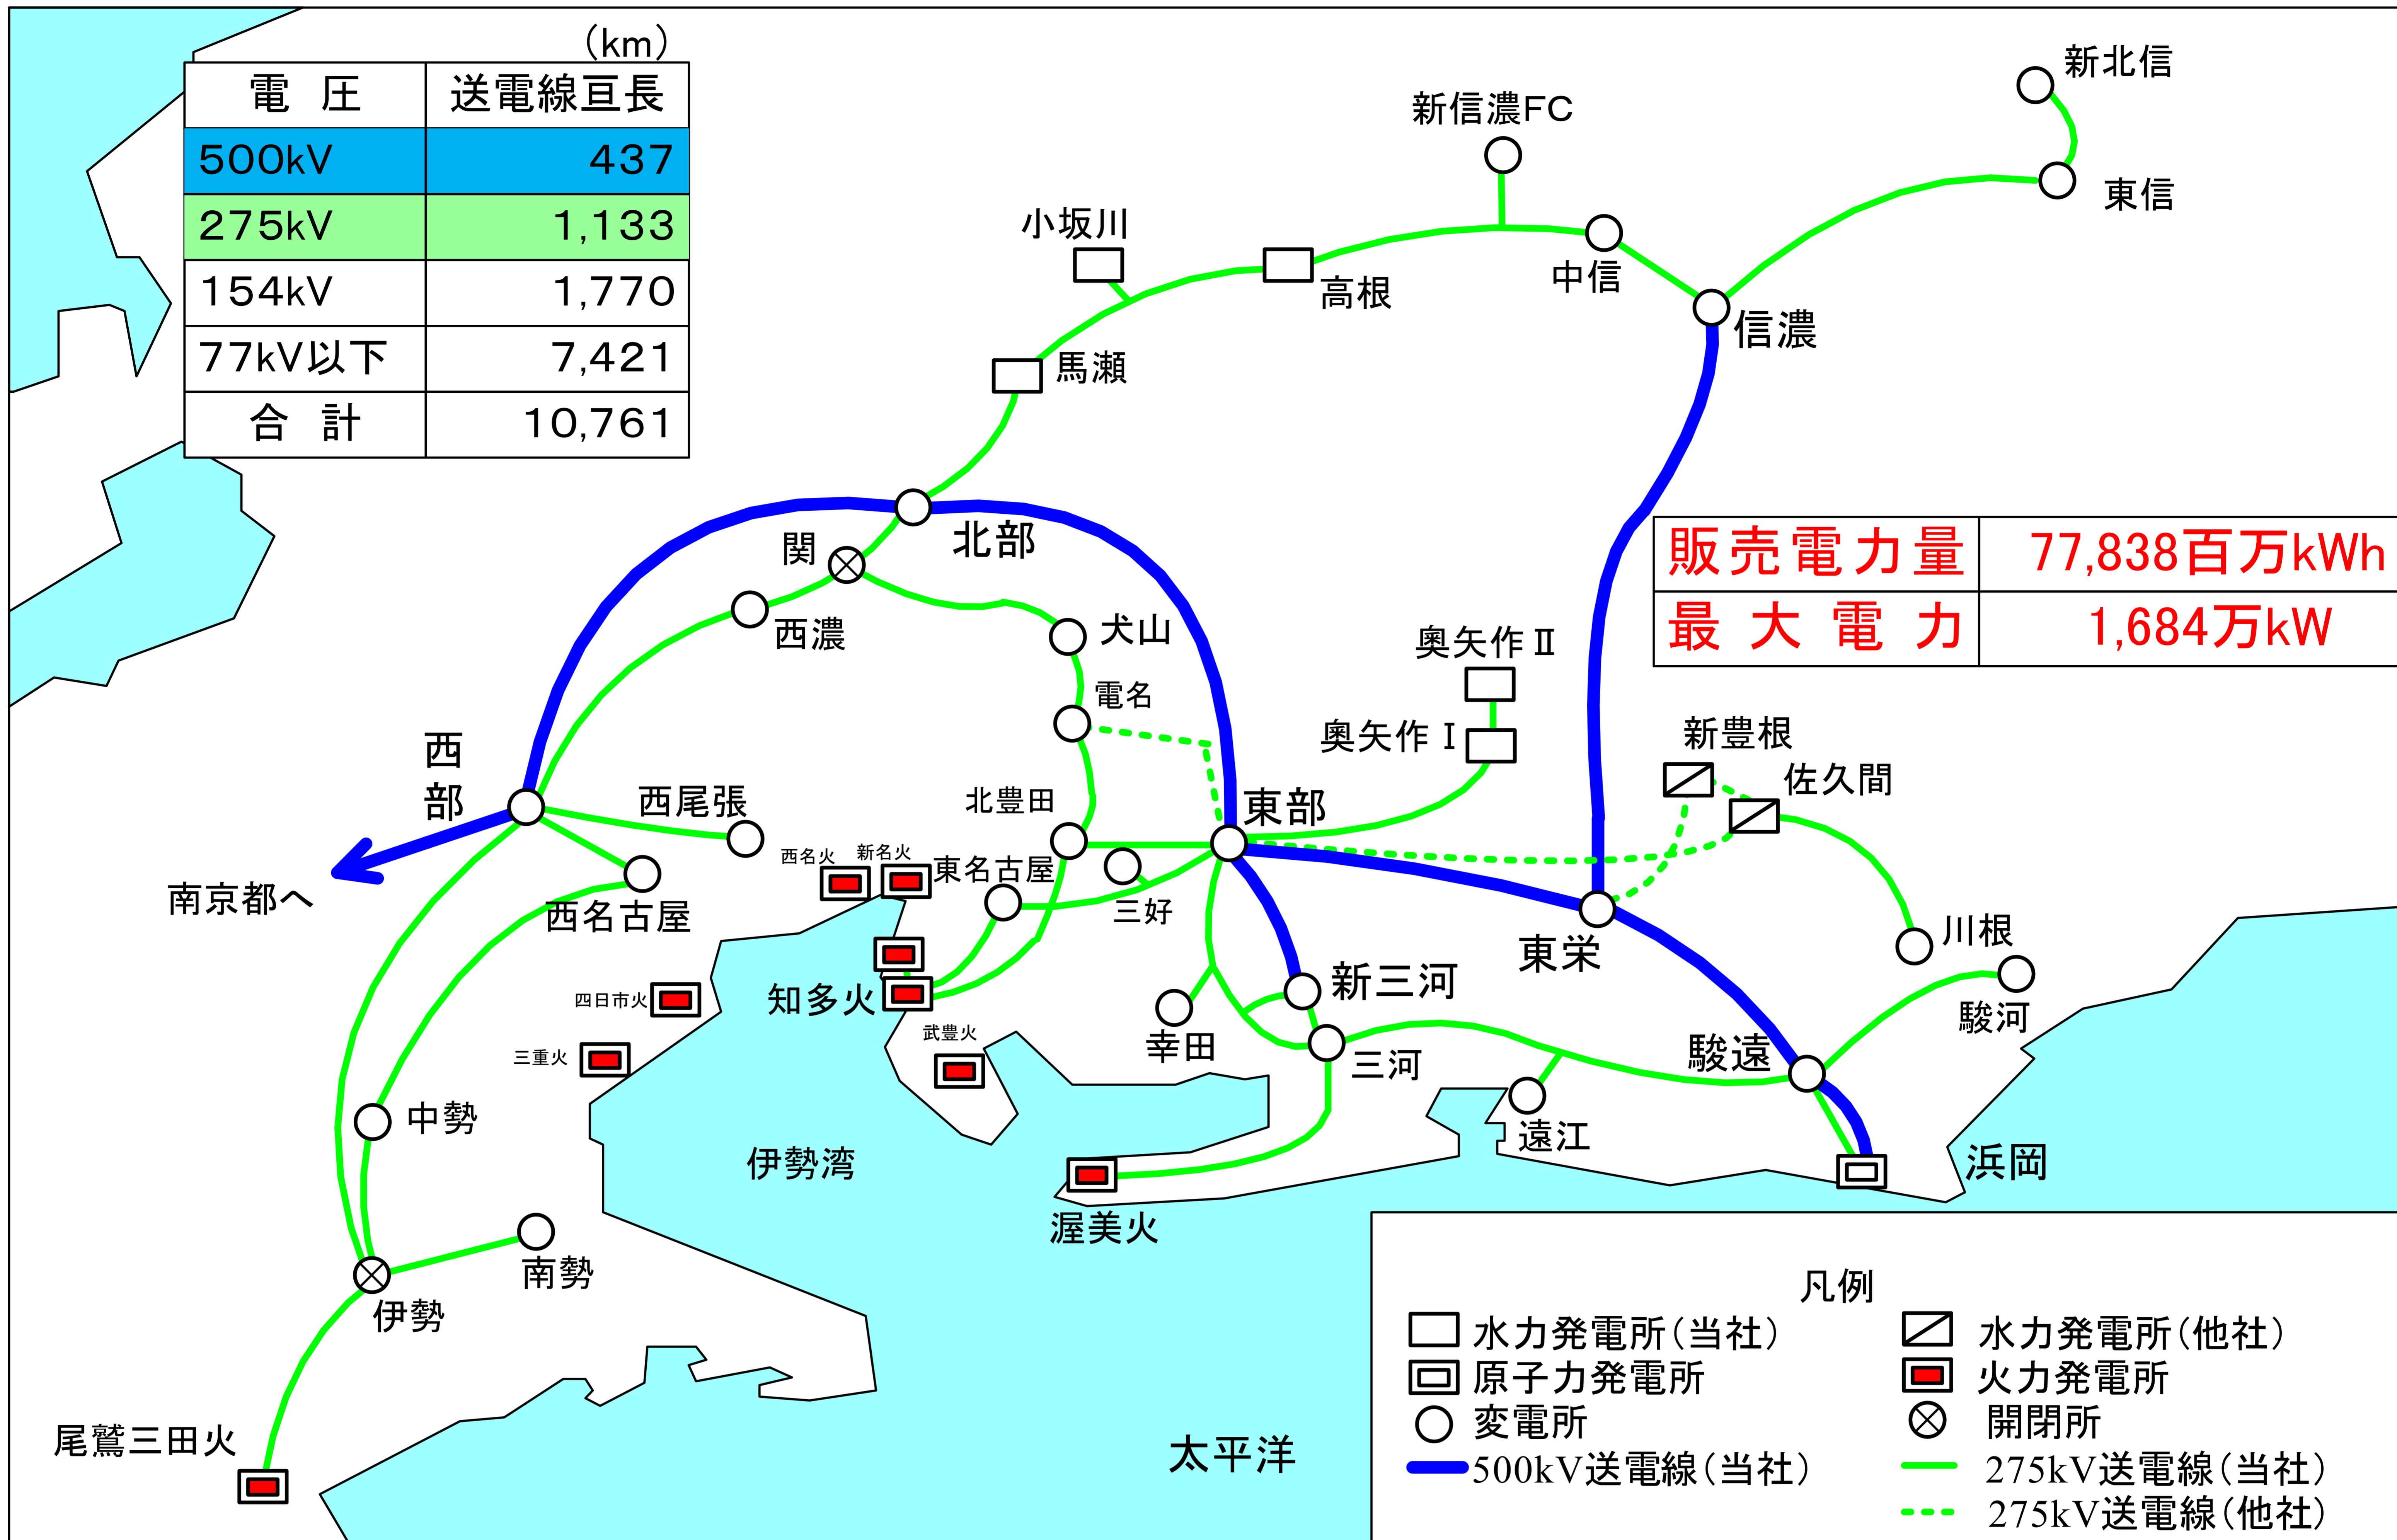 (km)
電 圧 送電線亘長
500kV 437
275kV 1,133
154kV 1,770
77kV以下 7,421
合 計 10,761
新北信
新信濃FC
東信
小坂川
高根
中信
信濃
馬瀬
販売電力量 77,838百万kWh
最大電力 1,684万kW
関
北部
西濃
犬山
奥矢作Ⅱ
電名
奥矢作Ⅰ
新豊根
西部
西尾張
北豊田
東部
佐久間
西名火
新名火
東名古屋
南京都へ
西名古屋
三好
東栄
川根
四日市火
知多火
新三河
駿河
武豊火
三重火
幸田
三河
駿遠
中勢
伊勢湾
遠江
浜岡
渥美火
南勢
伊勢
尾鷲三田火
太平洋
凡例
水力発電所(当社) 水力発電所(他社)
原子力発電所 火力発電所
変電所 開閉所
500kV送電線(当社) 275kV送電線(当社)
275kV送電線(他社)